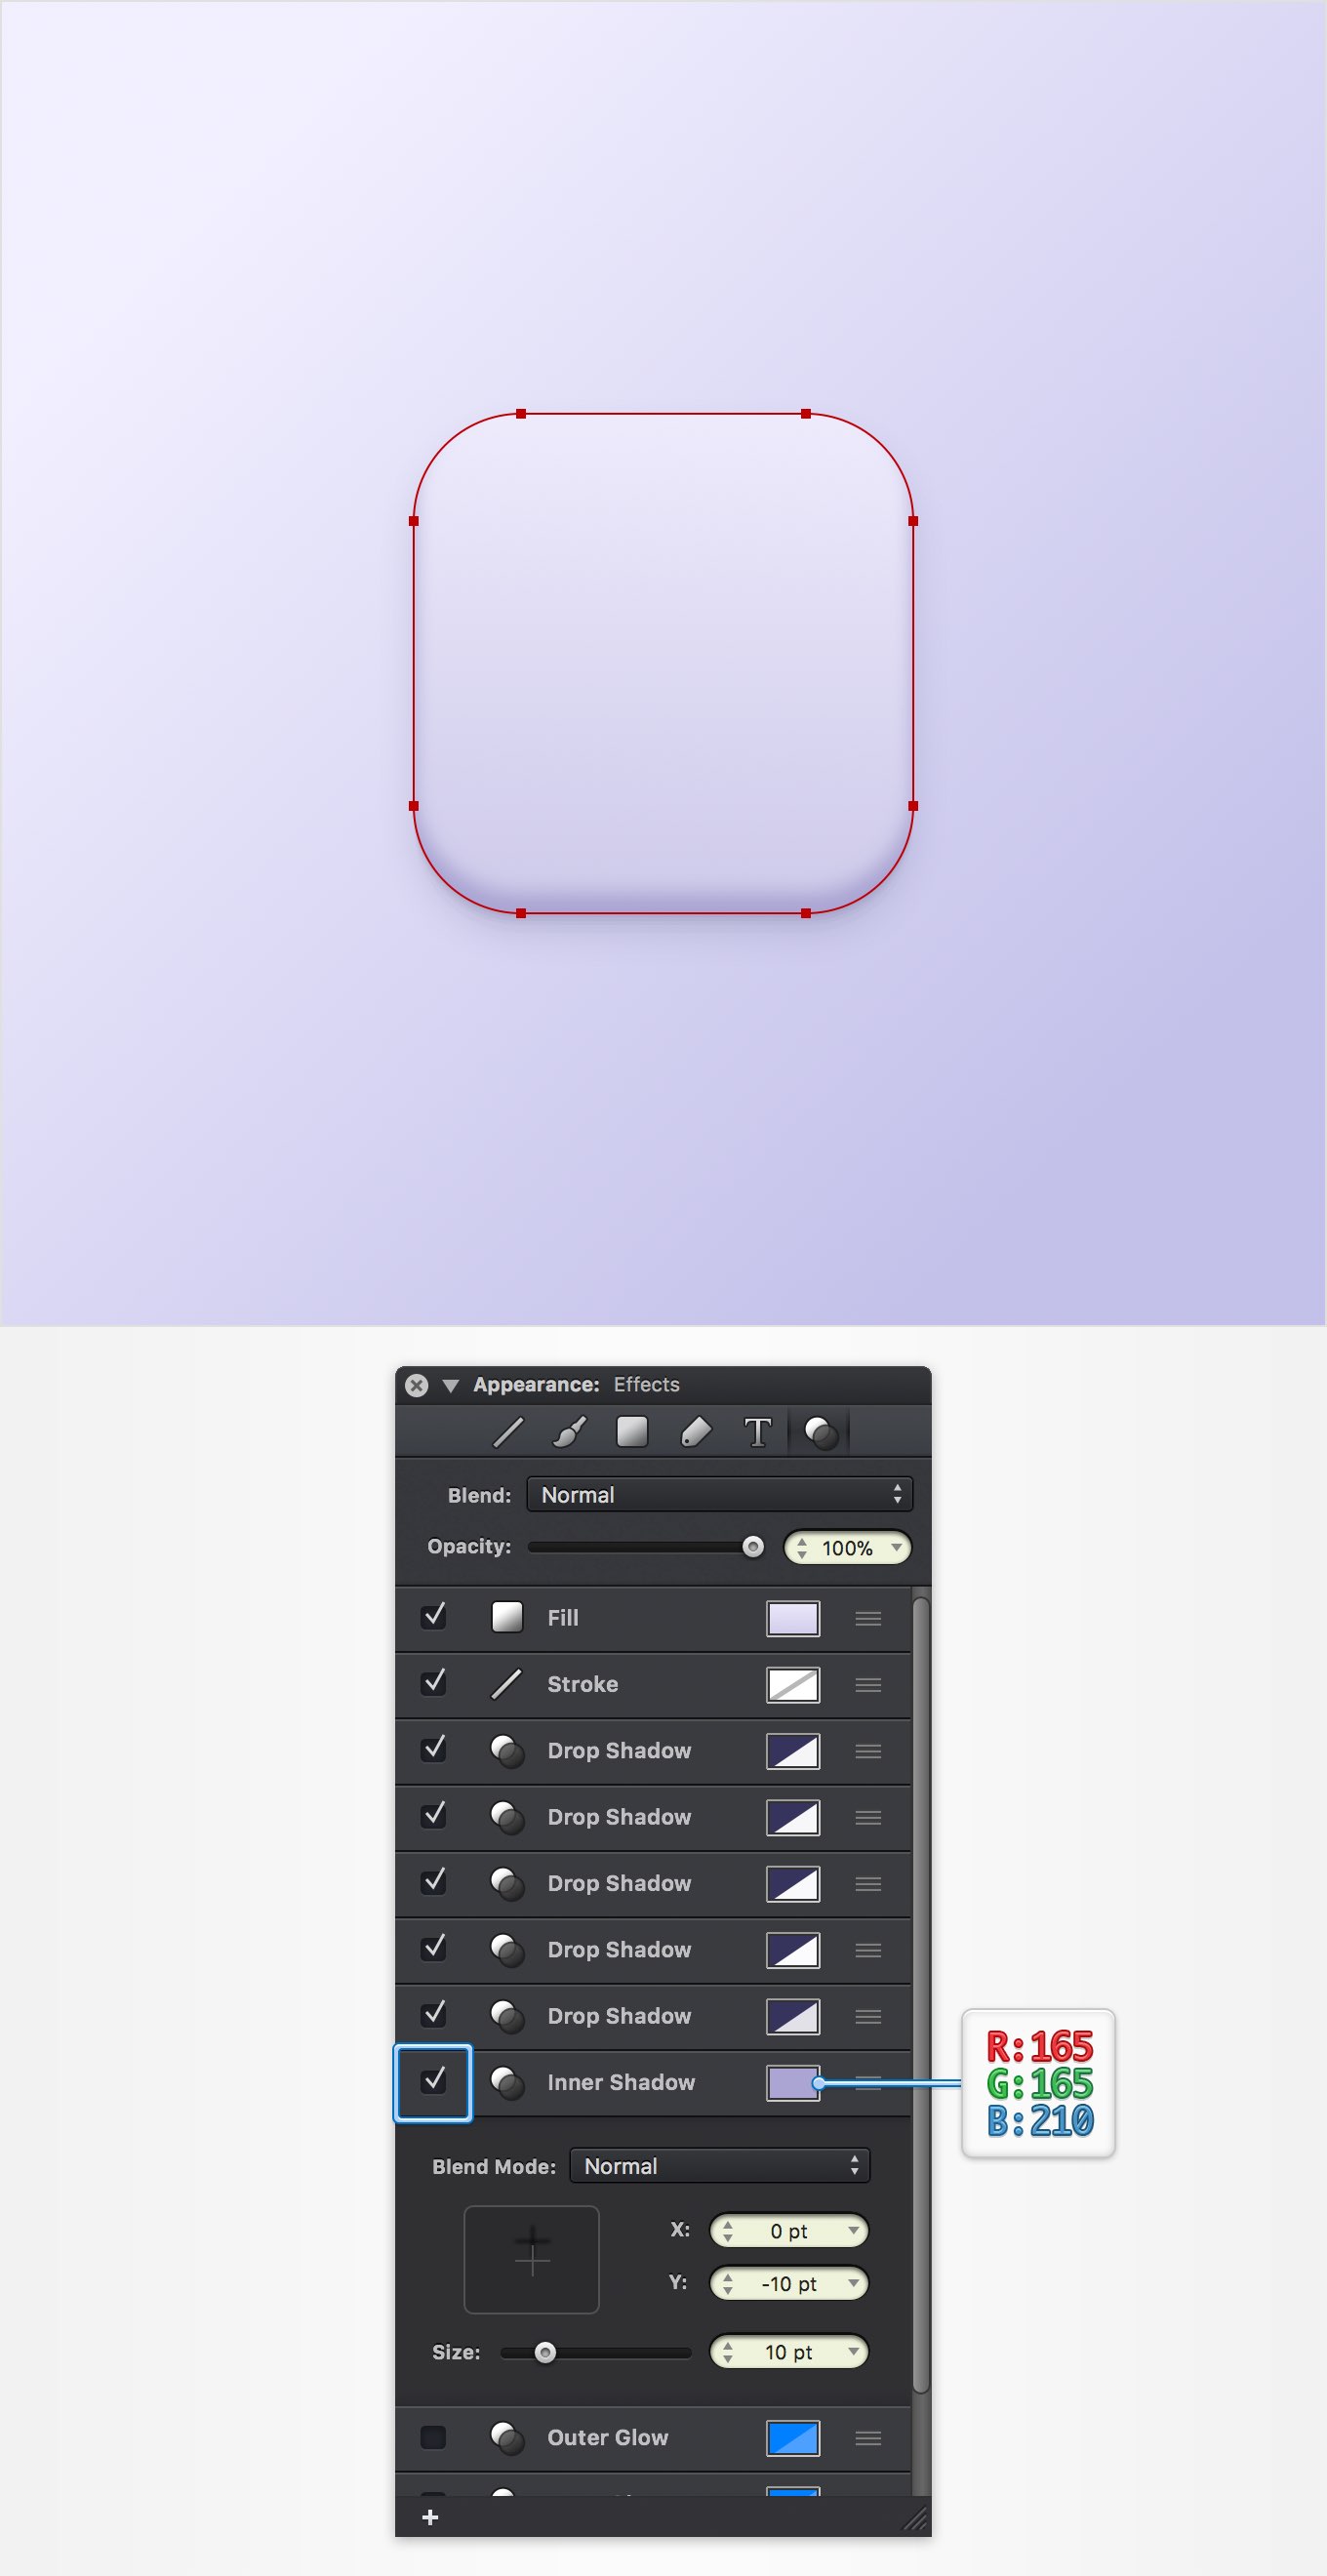 Appearance: Effects
T
Blend: Normal
Opacity: 100%
Fill
Stroke
Drop Shadow
Drop Shadow
Drop Shadow
Drop Shadow
Drop Shadow
Inner Shadow
R:165
G:165
B:210
Blend Mode: Normal
X: 0 pt
Y: -10 pt
Size: 10 pt
Outer Glow
+